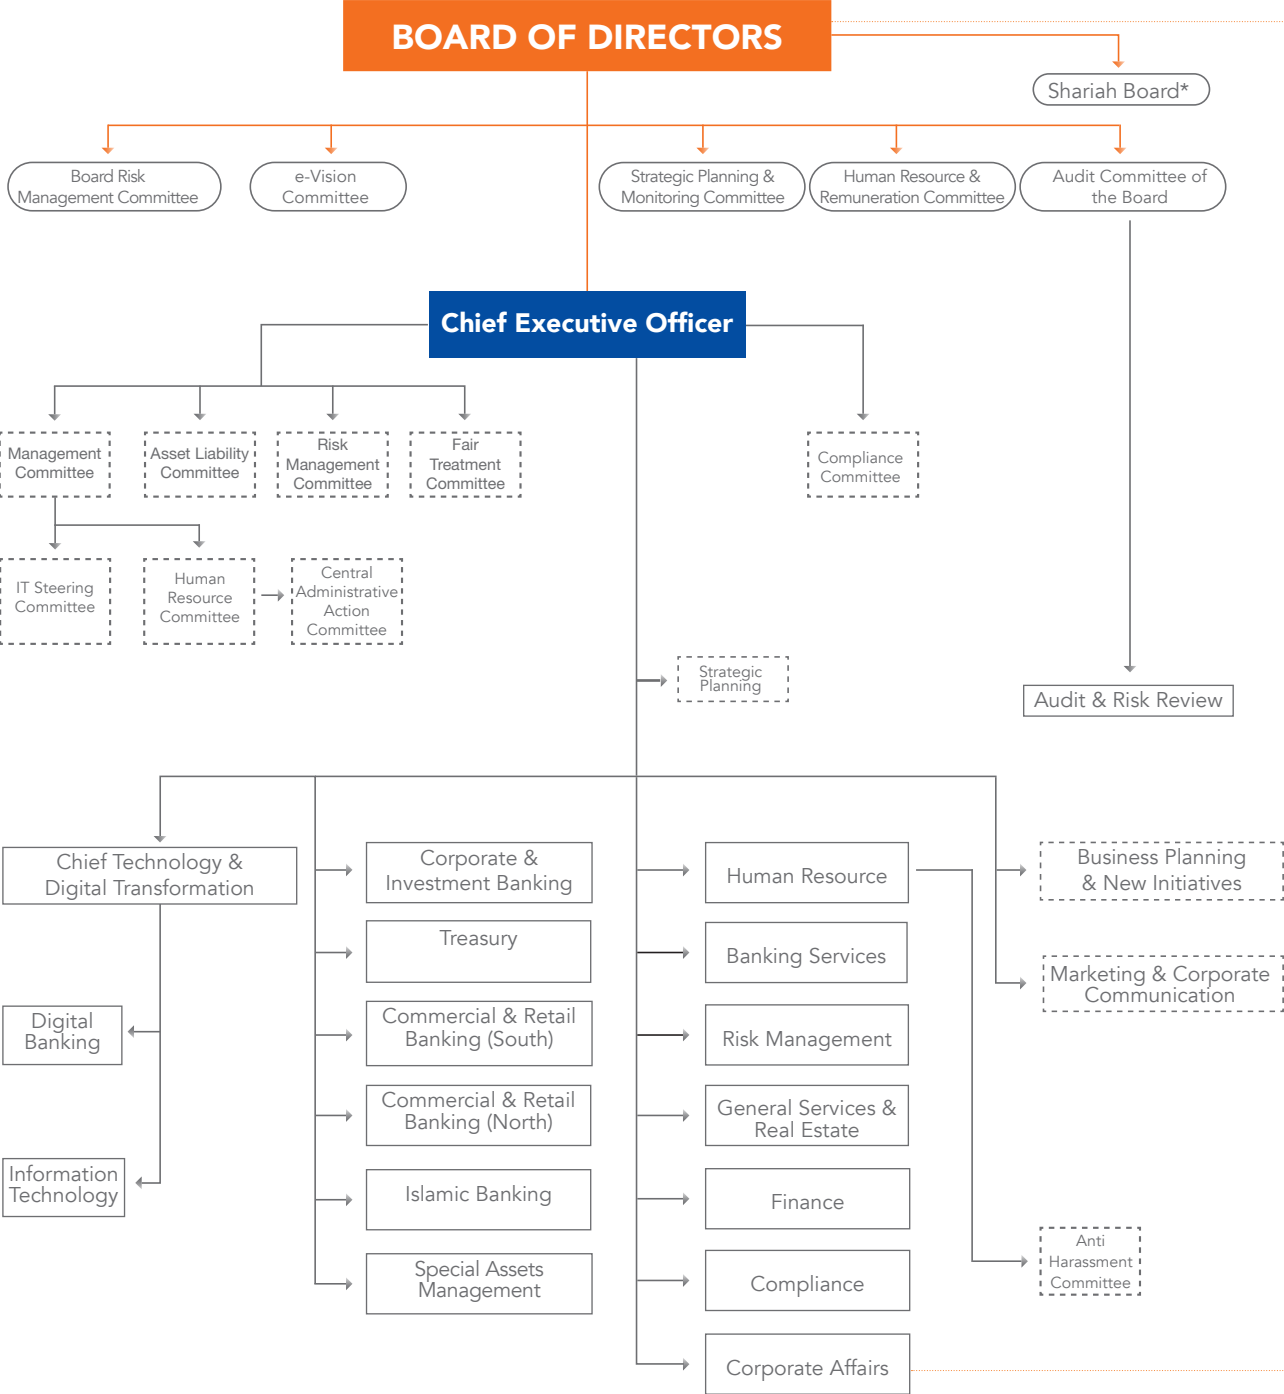 BOARD OF DIRECTORS
Shariah Board*
Board Risk
Management Committee
e-Vision
Committee
Strategic Planning &
Monitoring Committee
Human Resource &
Remuneration Committee
Audit Committee of
the Board
Chief Executive Officer
Management
Committee
Asset Liability
Committee
Risk
Management
Committee
Fair
Treatment
Committee
Compliance
Committee
IT Steering
Committee
Human
Resource
Committee
Central
Administrative
Action
Committee
Strategic
Planning
Audit & Risk Review
Chief Technology &
Digital Transformation
Corporate &
Investment Banking
Human Resource
Business Planning
& New Initiatives
Treasury
Banking Services
Marketing & Corporate
Communication
Digital
Banking
Commercial & Retail
Banking (South)
Risk Management
Commercial & Retail
Banking (North)
General Services &
Real Estate
Information
Technology
Islamic Banking
Finance
Anti
Harassment
Committee
Special Assets
Management
Compliance
Corporate Affairs